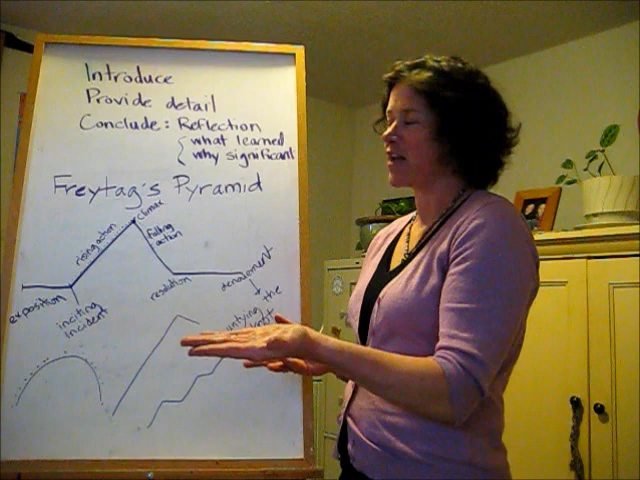 Introduce
Provide detail
Conclude: Reflection
what learned
why significant
Freytag's Pyramid
climax
rising action
falling
action
exposition
inciting
incident
resolution
denouement
the
untying